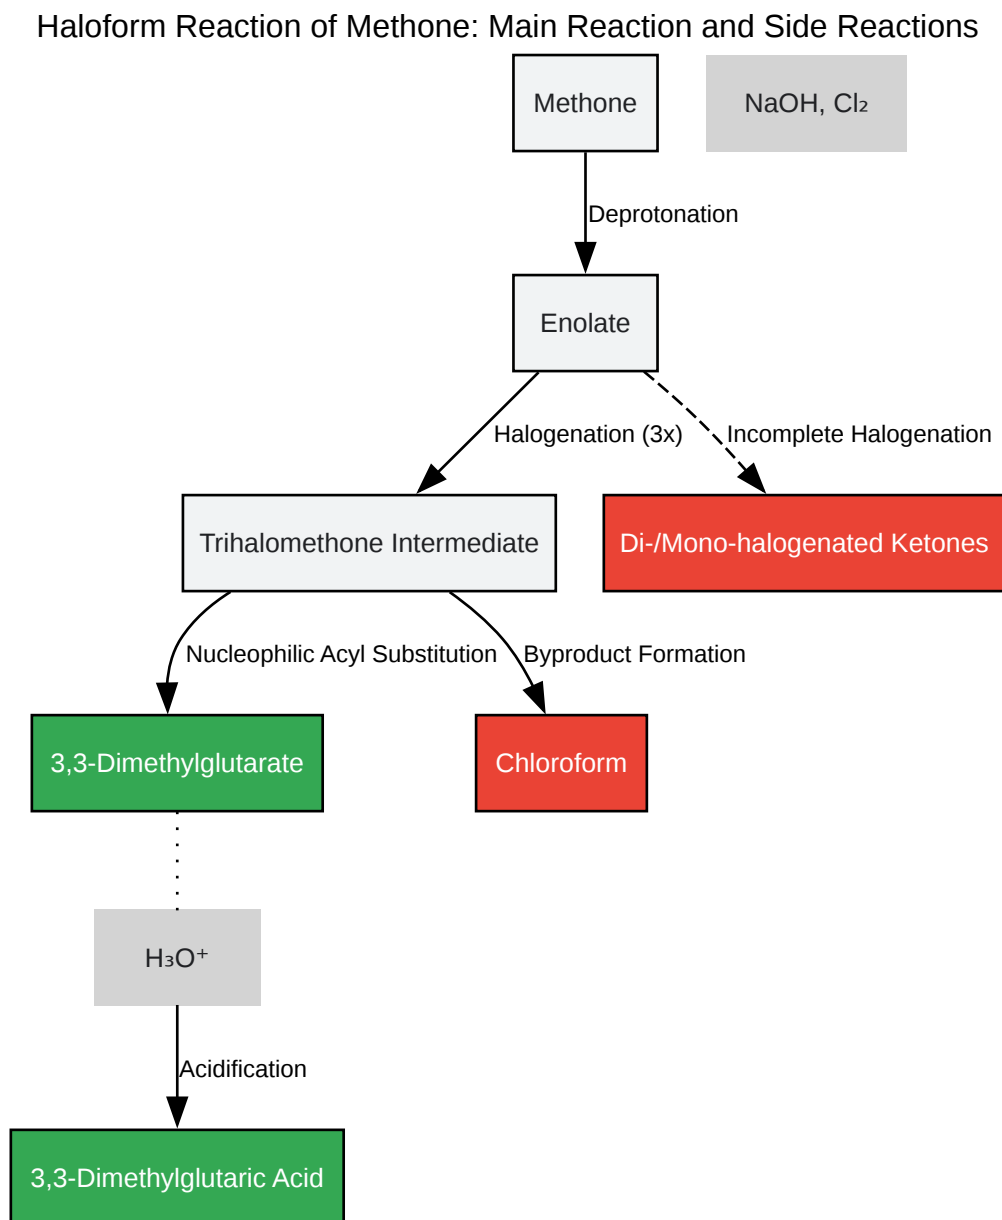 Haloform Reaction of Methone: Main Reaction and Side Reactions
Methone
NaOH, Cl₂
Deprotonation
Enolate
Halogenation (3x)
Incomplete Halogenation
Trihalomethone Intermediate
Di-/Mono-halogenated Ketones
Nucleophilic Acyl Substitution
Byproduct Formation
3,3-Dimethylglutarate
Chloroform
H₃O⁺
Acidification
3,3-Dimethylglutaric Acid